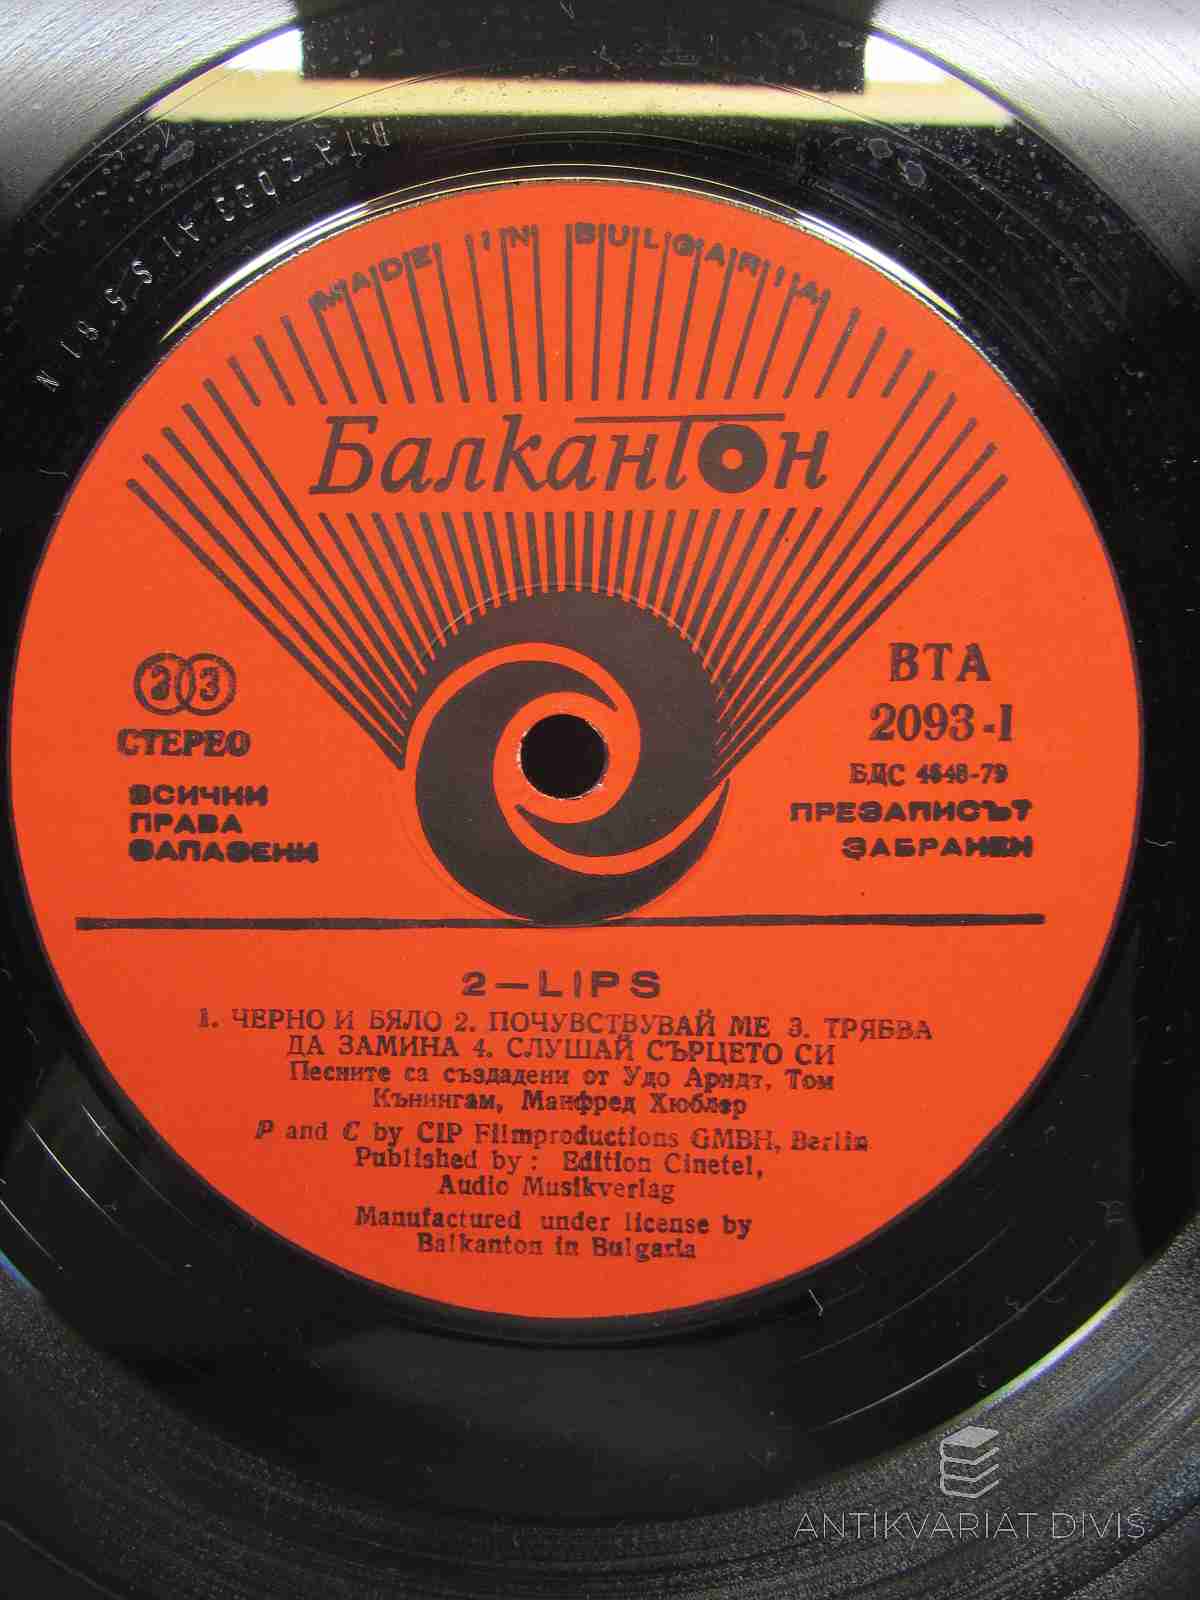 MADE IN BULGARIA
Балкантон
33
СТЕРЕО
ВСИЧКИ
ПРАВА
ЗАПАЗЕНИ
ВТА
2093-I
БДС 4648-79
ПРЕЗАПИСЪТ
ЗАБРАНЕН
2—LIPS
1. ЧЕРНО И БЯЛО 2. ПОЧУВСТВУВАЙ МЕ 3. ТРЯБВА
ДА ЗАМИНА 4. СЛУШАЙ СЪРЦЕТО СИ
Песните са създадени от Удо Арндт, Том
Кънингам, Манфред Хюблер
P and C by CIP Filmproductions GMBH, Berlin
Published by: Edition Cinetel,
Audio Musikverlag
Manufactured under license by
Balkanton in Bulgaria
ANTIKVARIÁT DIVIŠ